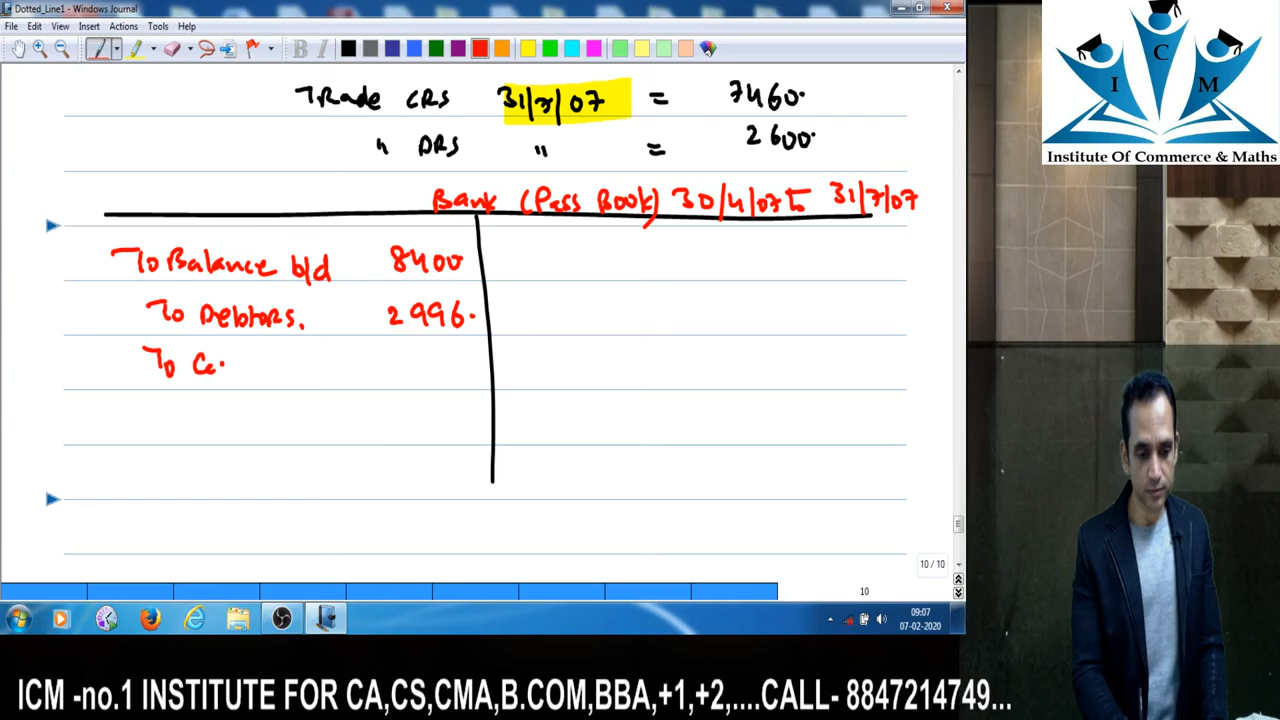 Dotted_Line1 - Windows Journal
File Edit View Insert Actions Tools Help
B I
Trade CRS 31/7/07 = 7460.
" DRS " = 2600.
Bank (Pass Book) 30/4/07 to 31/7/07
To Balance b/d 8400
To Debtors. 2996.
To Ca.
10 / 10
10
09:07
07-02-2020
I C M
Institute Of Commerce & Maths
ICM -no.1 INSTITUTE FOR CA,CS,CMA,B.COM,BBA,+1,+2,....CALL- 8847214749...